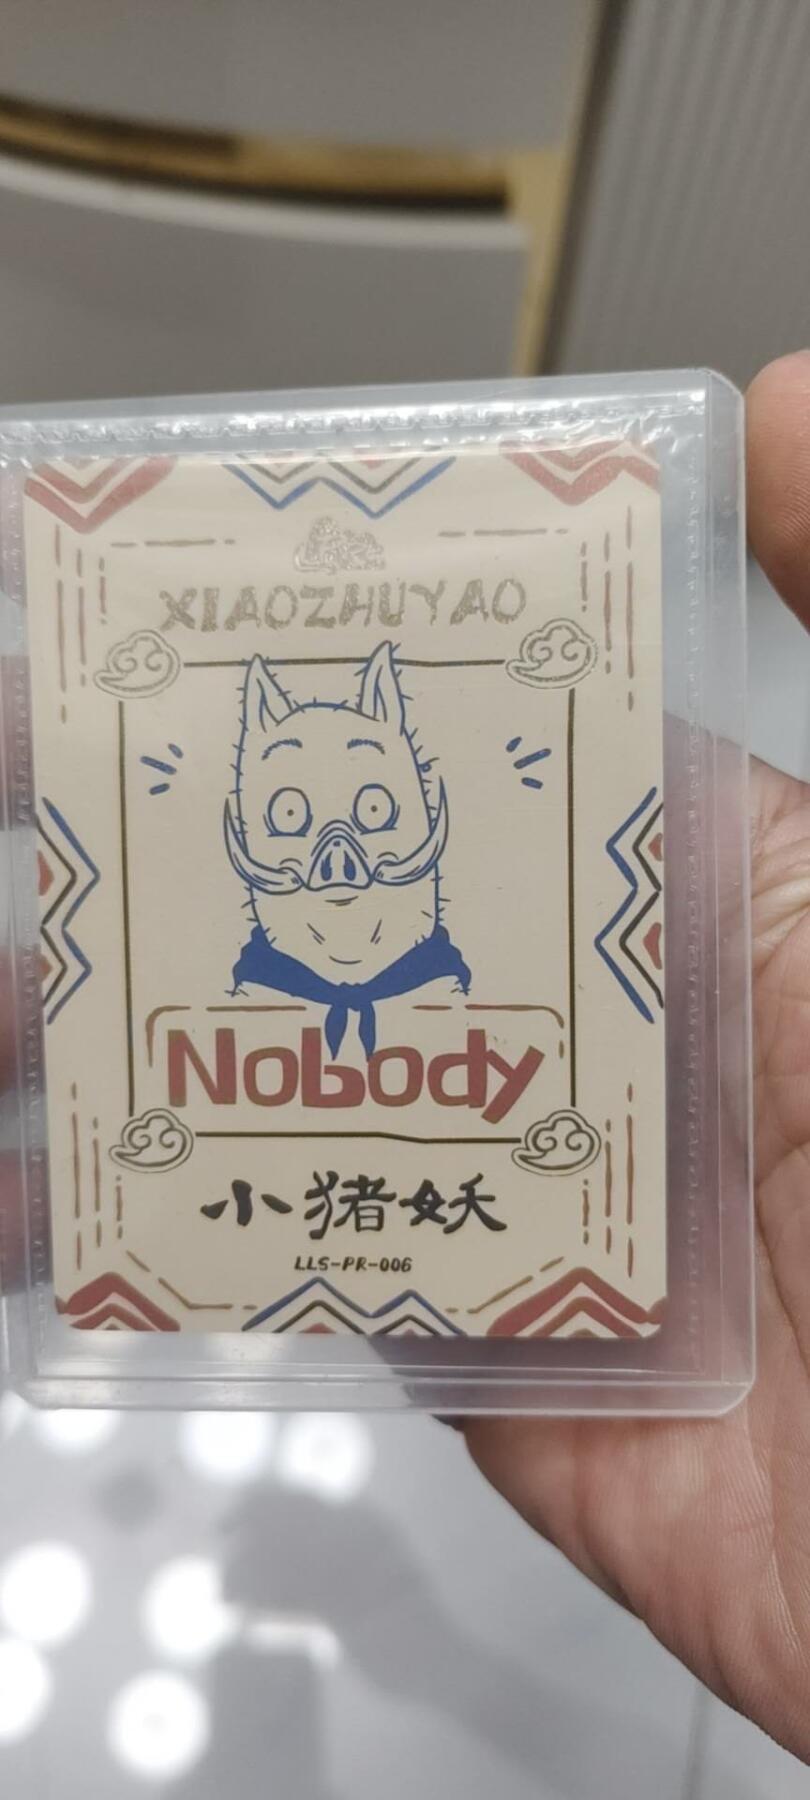 XIAOZHUYAO
Nobody
小猪妖
LLS-PR-006